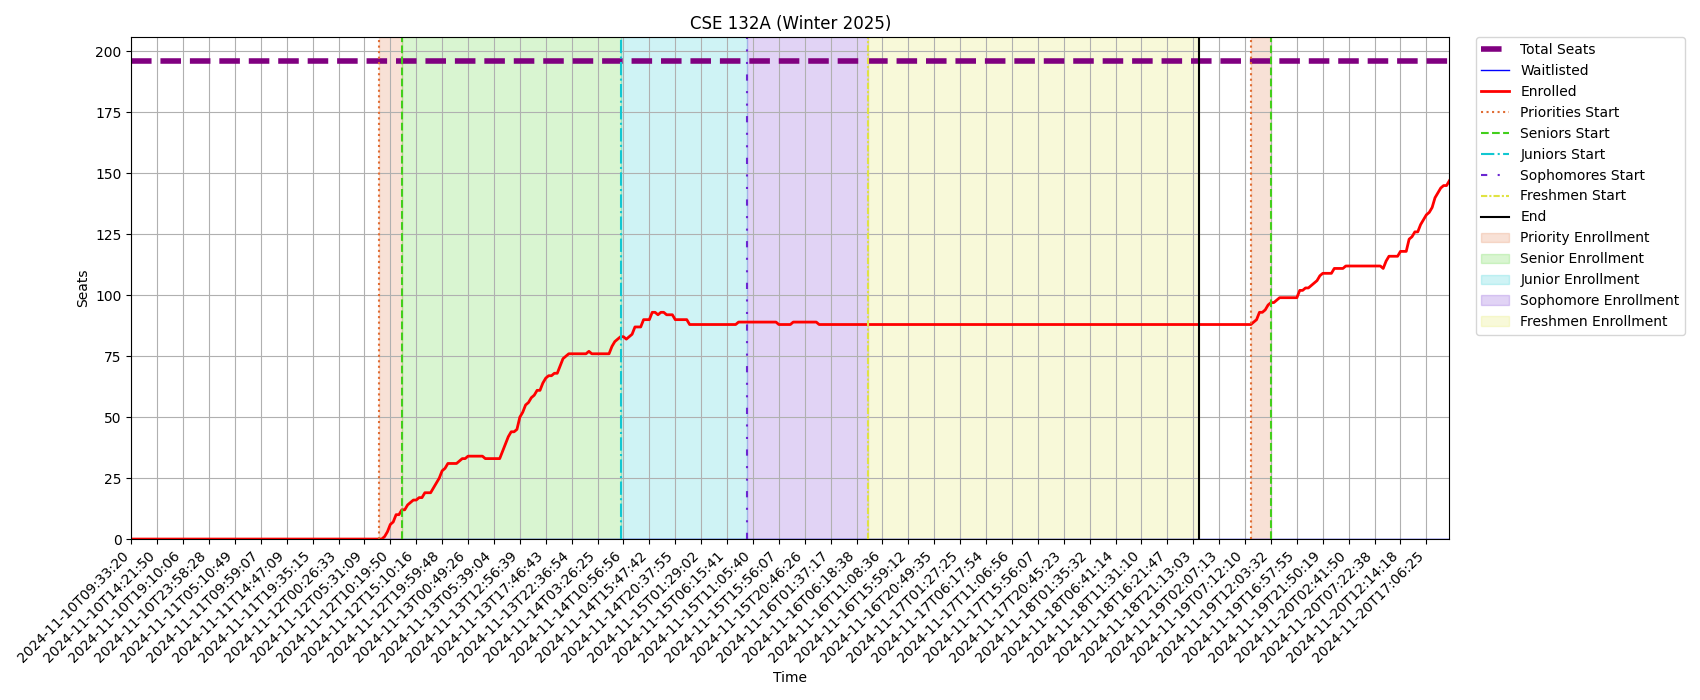 CSE 132A (Winter 2025)
Seats
200
175
150
125
100
75
50
25
0
2024-11-10T09:33:20
2024-11-10T14:21:50
2024-11-10T19:10:06
2024-11-10T23:58:28
2024-11-11T05:10:49
2024-11-11T09:59:07
2024-11-11T14:47:09
2024-11-11T19:35:15
2024-11-12T00:26:33
2024-11-12T05:31:09
2024-11-12T10:19:50
2024-11-12T15:10:16
2024-11-12T19:59:48
2024-11-13T00:49:26
2024-11-13T05:39:04
2024-11-13T12:56:39
2024-11-13T17:46:43
2024-11-13T22:36:54
2024-11-14T03:26:25
2024-11-14T10:56:56
2024-11-14T15:47:42
2024-11-14T20:37:55
2024-11-15T01:29:02
2024-11-15T06:15:41
2024-11-15T11:05:40
2024-11-15T15:56:07
2024-11-15T20:46:26
2024-11-16T01:37:17
2024-11-16T06:18:38
2024-11-16T11:08:36
2024-11-16T15:59:12
2024-11-16T20:49:35
2024-11-17T01:27:23
2024-11-17T06:17:54
2024-11-17T11:06:56
2024-11-17T15:56:07
2024-11-17T20:45:23
2024-11-18T01:35:32
2024-11-18T06:41:14
2024-11-18T11:31:10
2024-11-18T16:21:47
2024-11-18T21:13:03
2024-11-19T02:07:13
2024-11-19T07:12:10
2024-11-19T12:03:32
2024-11-19T16:57:55
2024-11-19T21:50:19
2024-11-20T02:41:50
2024-11-20T07:22:38
2024-11-20T12:14:18
2024-11-20T17:06:25
Time
Total Seats
Waitlisted
Enrolled
Priorities Start
Seniors Start
Juniors Start
Sophomores Start
Freshmen Start
End
Priority Enrollment
Senior Enrollment
Junior Enrollment
Sophomore Enrollment
Freshmen Enrollment